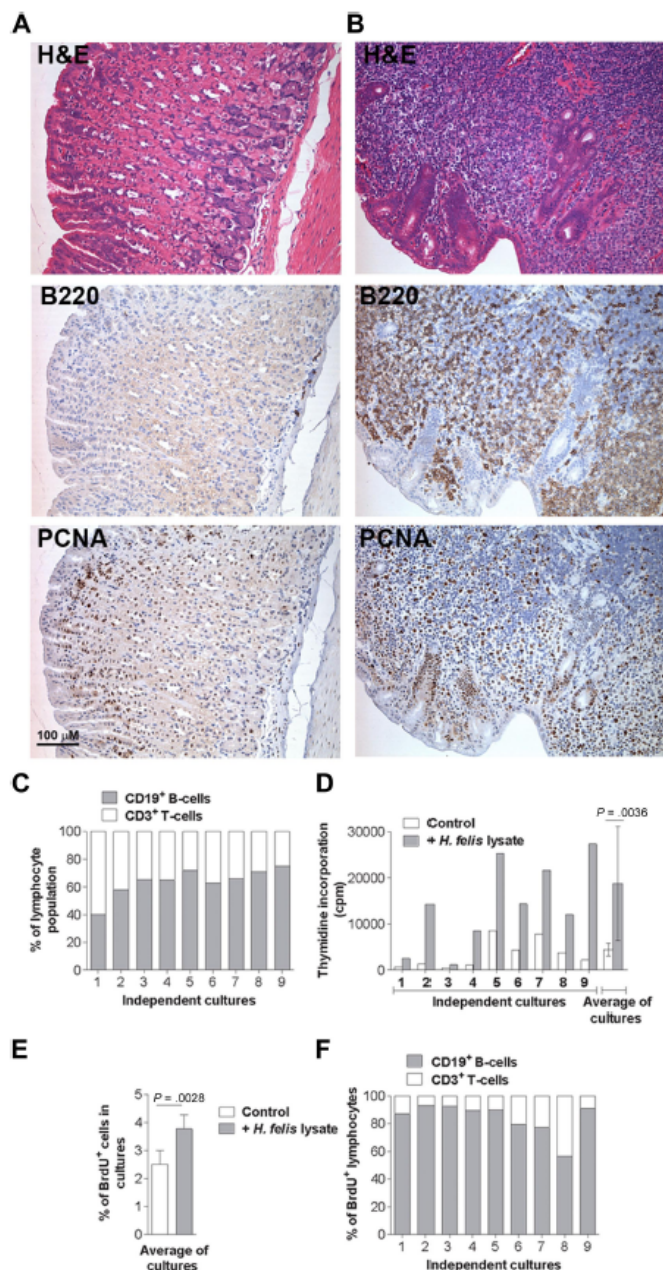 A
B
H&E
H&E
B220
B220
PCNA
PCNA
100 μM
C
CD19+ B-cells
CD3+ T-cells
% of lymphocyte
population
100
80
60
40
20
0
1 2 3 4 5 6 7 8 9
Independent cultures
D
Control
+ H. felis lysate
P = .0036
Thymidine incorporation
(cpm)
30000
20000
10000
0
1 2 3 4 5 6 7 8 9
Independent cultures
Average of
cultures
E
P = .0028
Control
+ H. felis lysate
% of BrdU+ cells in
cultures
5
4
3
2
1
0
Average of
cultures
F
CD19+ B-cells
CD3+ T-cells
% of BrdU+ lymphocytes
100
80
60
40
20
0
1 2 3 4 5 6 7 8 9
Independent cultures